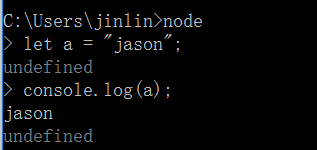 C:\Users\jinlin>node
> let a = "jason";
undefined
> console.log(a);
jason
undefined